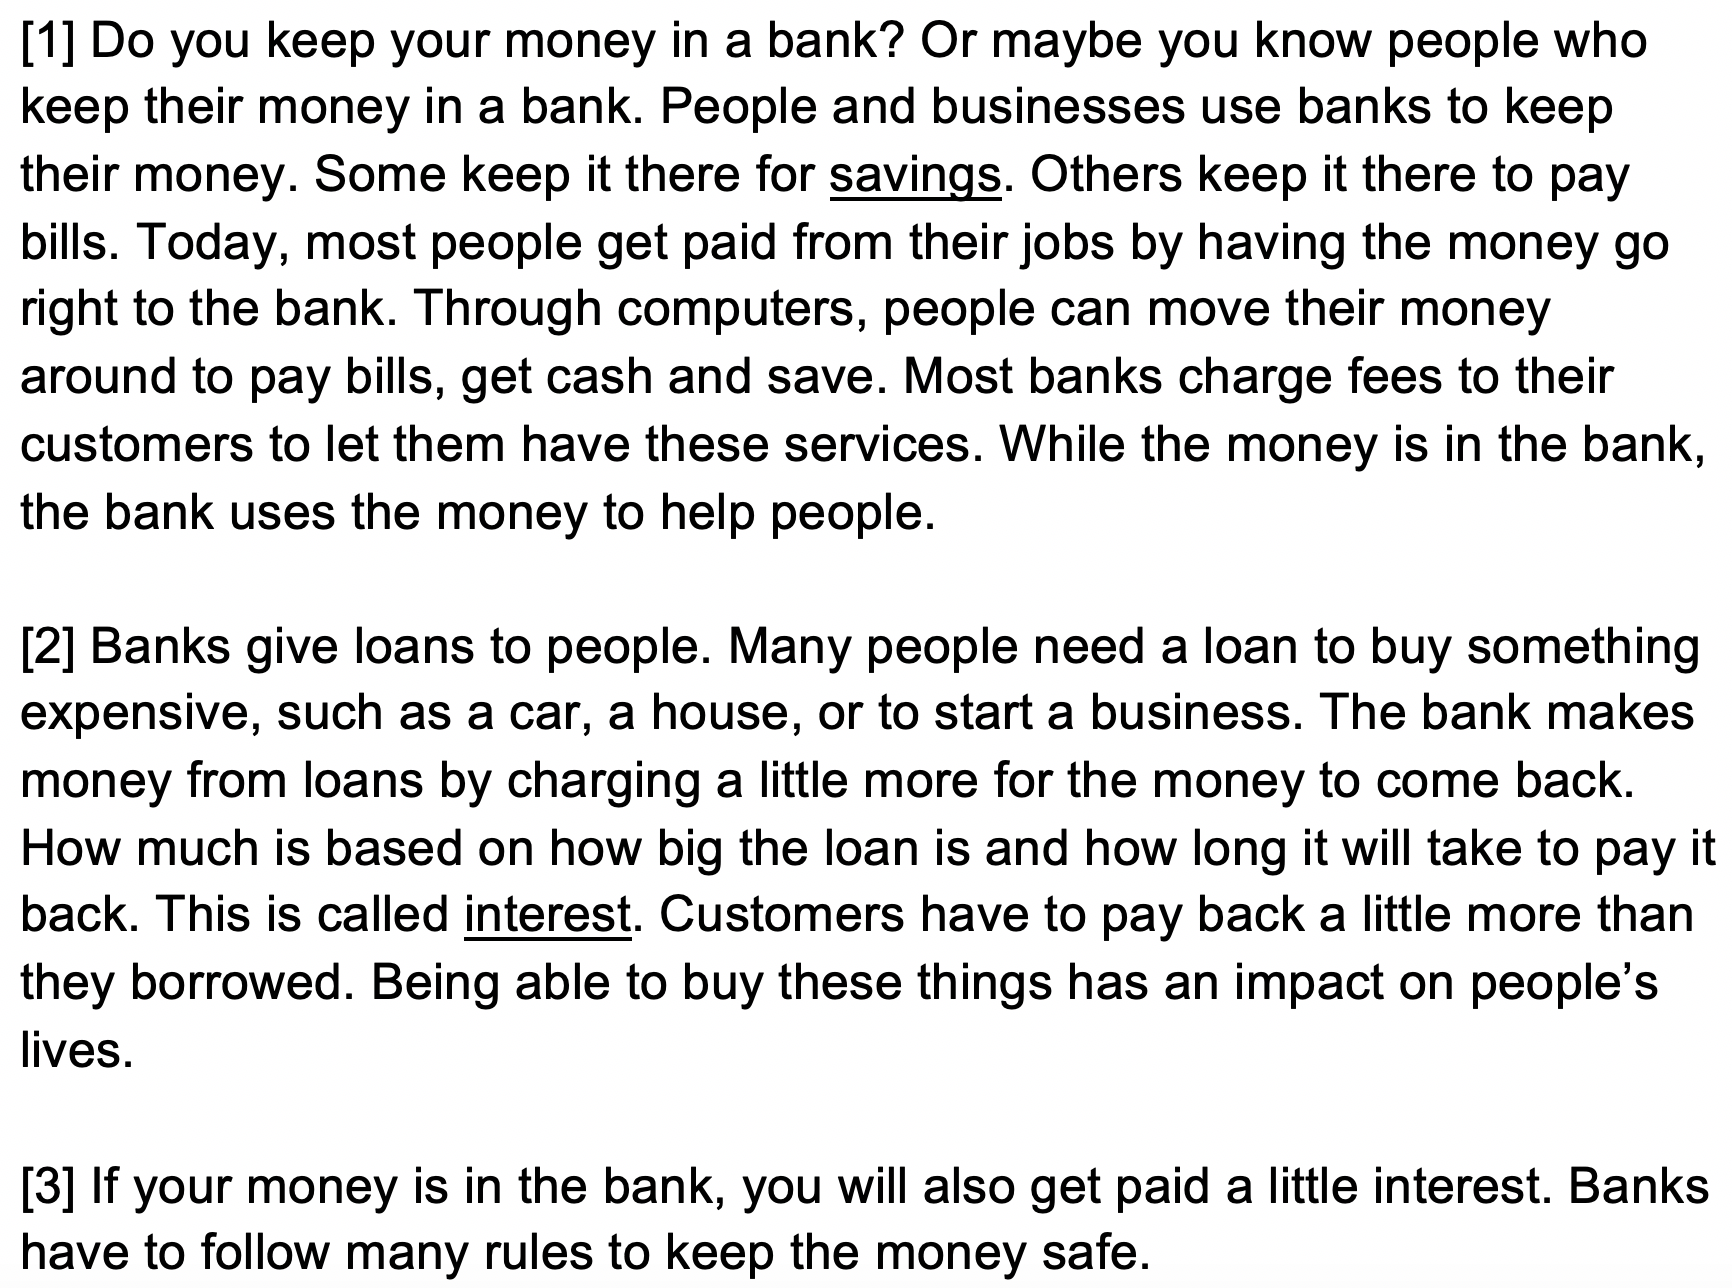 [1] Do you keep your money in a bank? Or maybe you know people who
keep their money in a bank. People and businesses use banks to keep
their money. Some keep it there for savings. Others keep it there to pay
bills. Today, most people get paid from their jobs by having the money go
right to the bank. Through computers, people can move their money
around to pay bills, get cash and save. Most banks charge fees to their
customers to let them have these services. While the money is in the bank,
the bank uses the money to help people.
[2] Banks give loans to people. Many people need a loan to buy something
expensive, such as a car, a house, or to start a business. The bank makes
money from loans by charging a little more for the money to come back.
How much is based on how big the loan is and how long it will take to pay it
back. This is called interest. Customers have to pay back a little more than
they borrowed. Being able to buy these things has an impact on people’s
lives.
[3] If your money is in the bank, you will also get paid a little interest. Banks
have to follow many rules to keep the money safe.